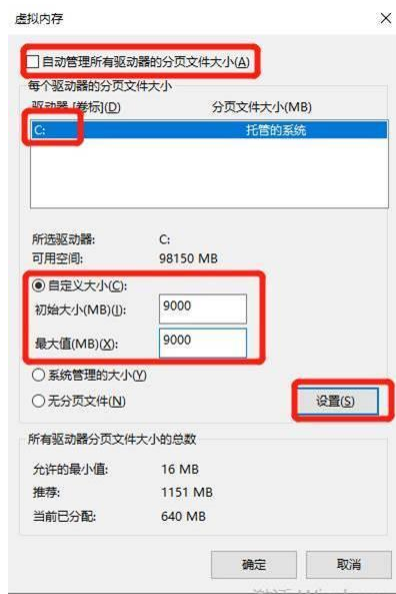 虚拟内存
自动管理所有驱动器的分页文件大小(A)
每个驱动器的分页文件大小
驱动器 [卷标](D) 分页文件大小(MB)
C: 托管的系统
所选驱动器: C:
可用空间: 98150 MB
自定义大小(C):
初始大小(MB)(I): 9000
最大值(MB)(X): 9000
系统管理的大小(Y)
无分页文件(N) 设置(S)
所有驱动器分页文件大小的总数
允许的最小值: 16 MB
推荐: 1151 MB
当前已分配: 640 MB
确定 取消